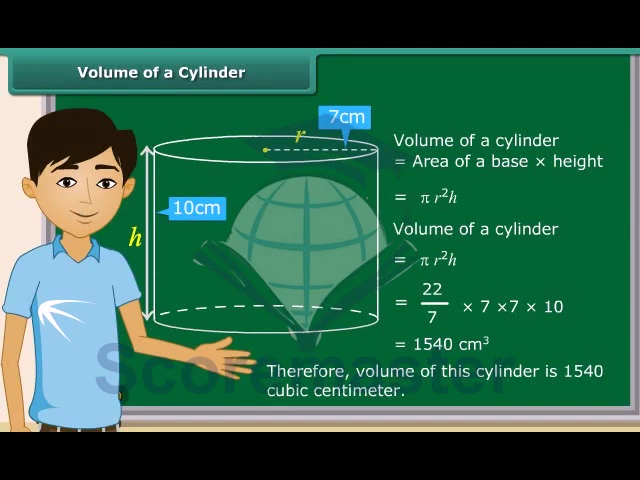 Volume of a Cylinder
7cm
r
10cm
h
Volume of a cylinder
= Area of a base × height
= π r²h
Volume of a cylinder
= π r²h
= 22/7 × 7 ×7 × 10
= 1540 cm³
Therefore, volume of this cylinder is 1540
cubic centimeter.
Scoremaster